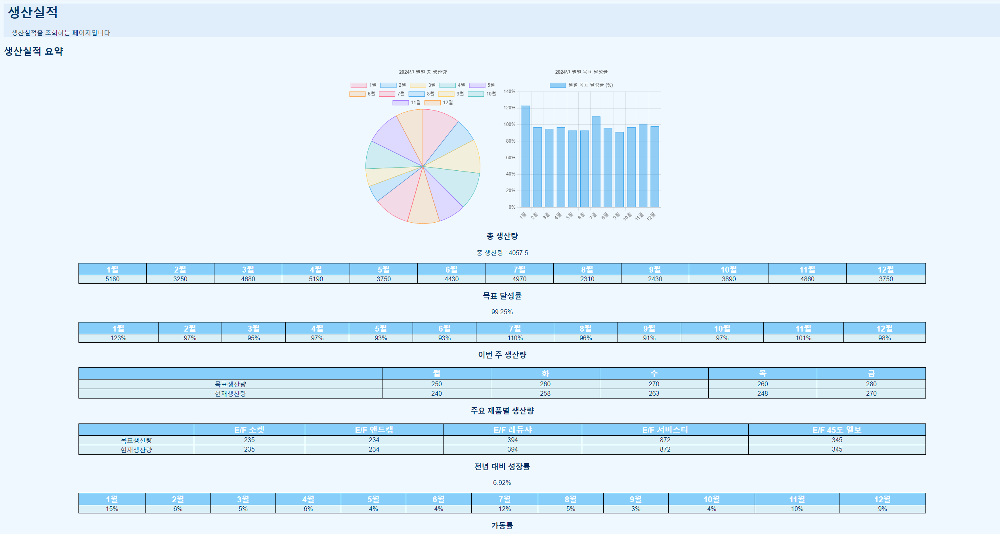 생산실적
생산실적을 조회하는 페이지입니다.
생산실적 요약
2024년 월별 총 생산량
1월 2월 3월 4월 5월
6월 7월 8월 9월 10월
11월 12월
2024년 월별 목표 달성률
월별 목표 달성률 (%)
140%
120%
100%
80%
60%
40%
20%
0%
1월 2월 3월 4월 5월 6월 7월 8월 9월 10월 11월 12월
총 생산량
총 생산량 : 4057.5
1월 2월 3월 4월 5월 6월 7월 8월 9월 10월 11월 12월
5180 3250 4680 5190 3750 4430 4970 2310 2430 3890 4860 3750
목표 달성률
99.25%
1월 2월 3월 4월 5월 6월 7월 8월 9월 10월 11월 12월
123% 97% 95% 97% 93% 93% 110% 96% 91% 97% 101% 98%
이번 주 생산량
월 화 수 목 금
목표생산량 250 260 270 260 280
현재생산량 240 258 263 248 270
주요 제품별 생산량
E/F 소켓 E/F 앤드캡 E/F 레듀샤 E/F 서비스티 E/F 45도 엘보
목표생산량 235 234 394 872 345
현재생산량 235 234 394 872 345
전년 대비 성장률
6.92%
1월 2월 3월 4월 5월 6월 7월 8월 9월 10월 11월 12월
15% 6% 5% 6% 4% 4% 12% 5% 3% 4% 10% 9%
가동률